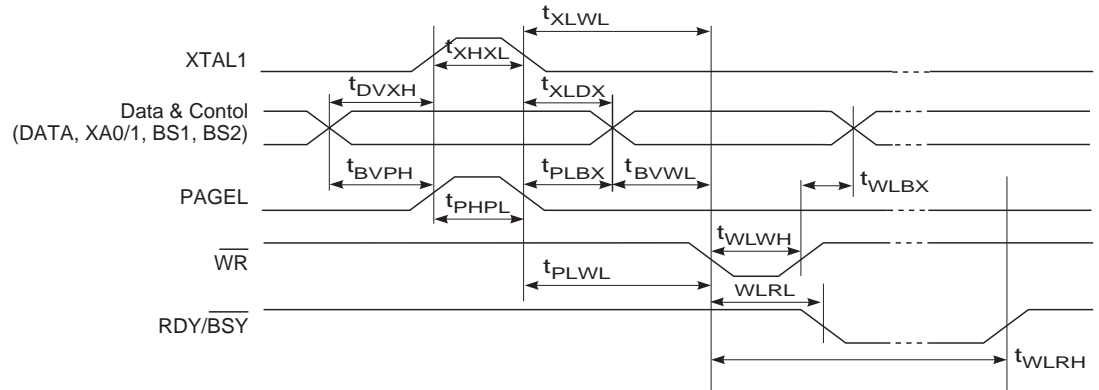 tXLWL
XTAL1
tXHXL
tDVXH
tXLDX
Data & Contol
(DATA, XA0/1, BS1, BS2)
tBVPH
tPLBX
tBVWL
tWLBX
PAGEL
tPHPL
tWLWH
WR
tPLWL
WLRL
RDY/BSY
tWLRH